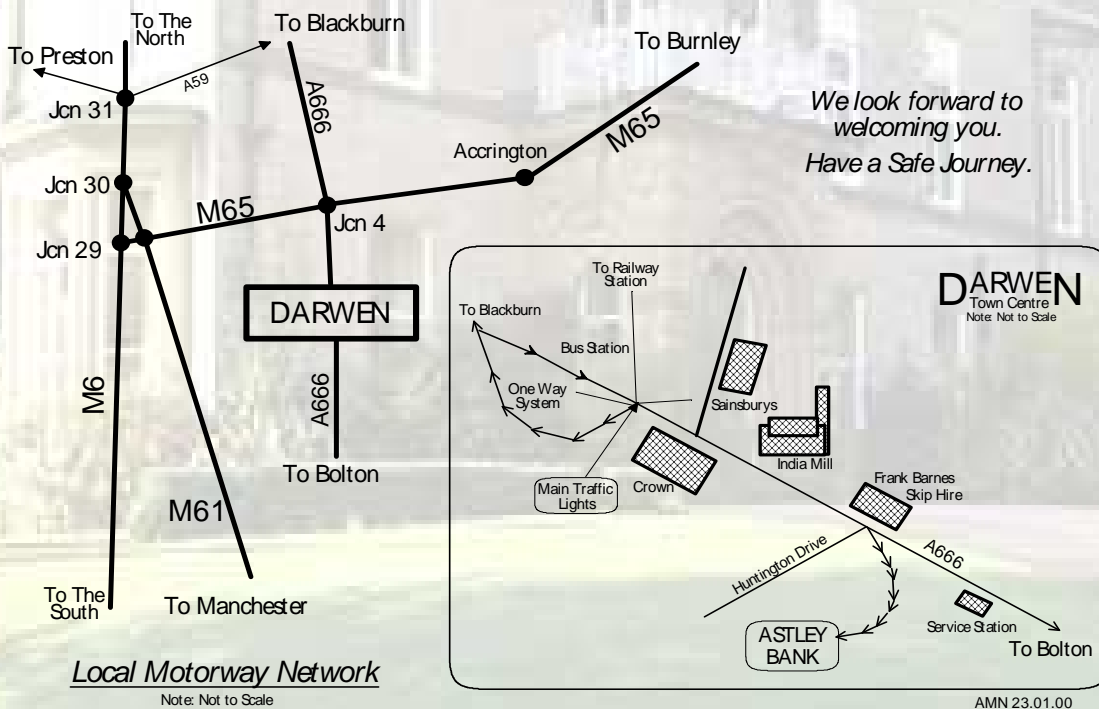 To The
North
To Blackburn
To Preston
A59
Jcn 31
A666
To Burnley
M65
Accrington
Jcn 30
M65
Jcn 4
Jcn 29
DARWEN
M6
A666
To Bolton
M61
To The
South
To Manchester
Local Motorway Network
Note: Not to Scale
We look forward to
welcoming you.
Have a Safe Journey.
DARWEN
Town Centre
Note: Not to Scale
To Railway
Station
To Blackburn
Bus Station
One Way
System
Sainsburys
India Mill
Main Traffic
Lights
Crown
Frank Barnes
Skip Hire
Huntington Drive
A666
Service Station
ASTLEY
BANK
To Bolton
AMN 23.01.00